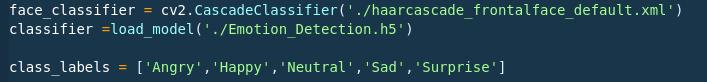 face_classifier = cv2.CascadeClassifier('./haarcascade_frontalface_default.xml')
classifier =load_model('./Emotion_Detection.h5')
class_labels = ['Angry','Happy','Neutral','Sad','Surprise']